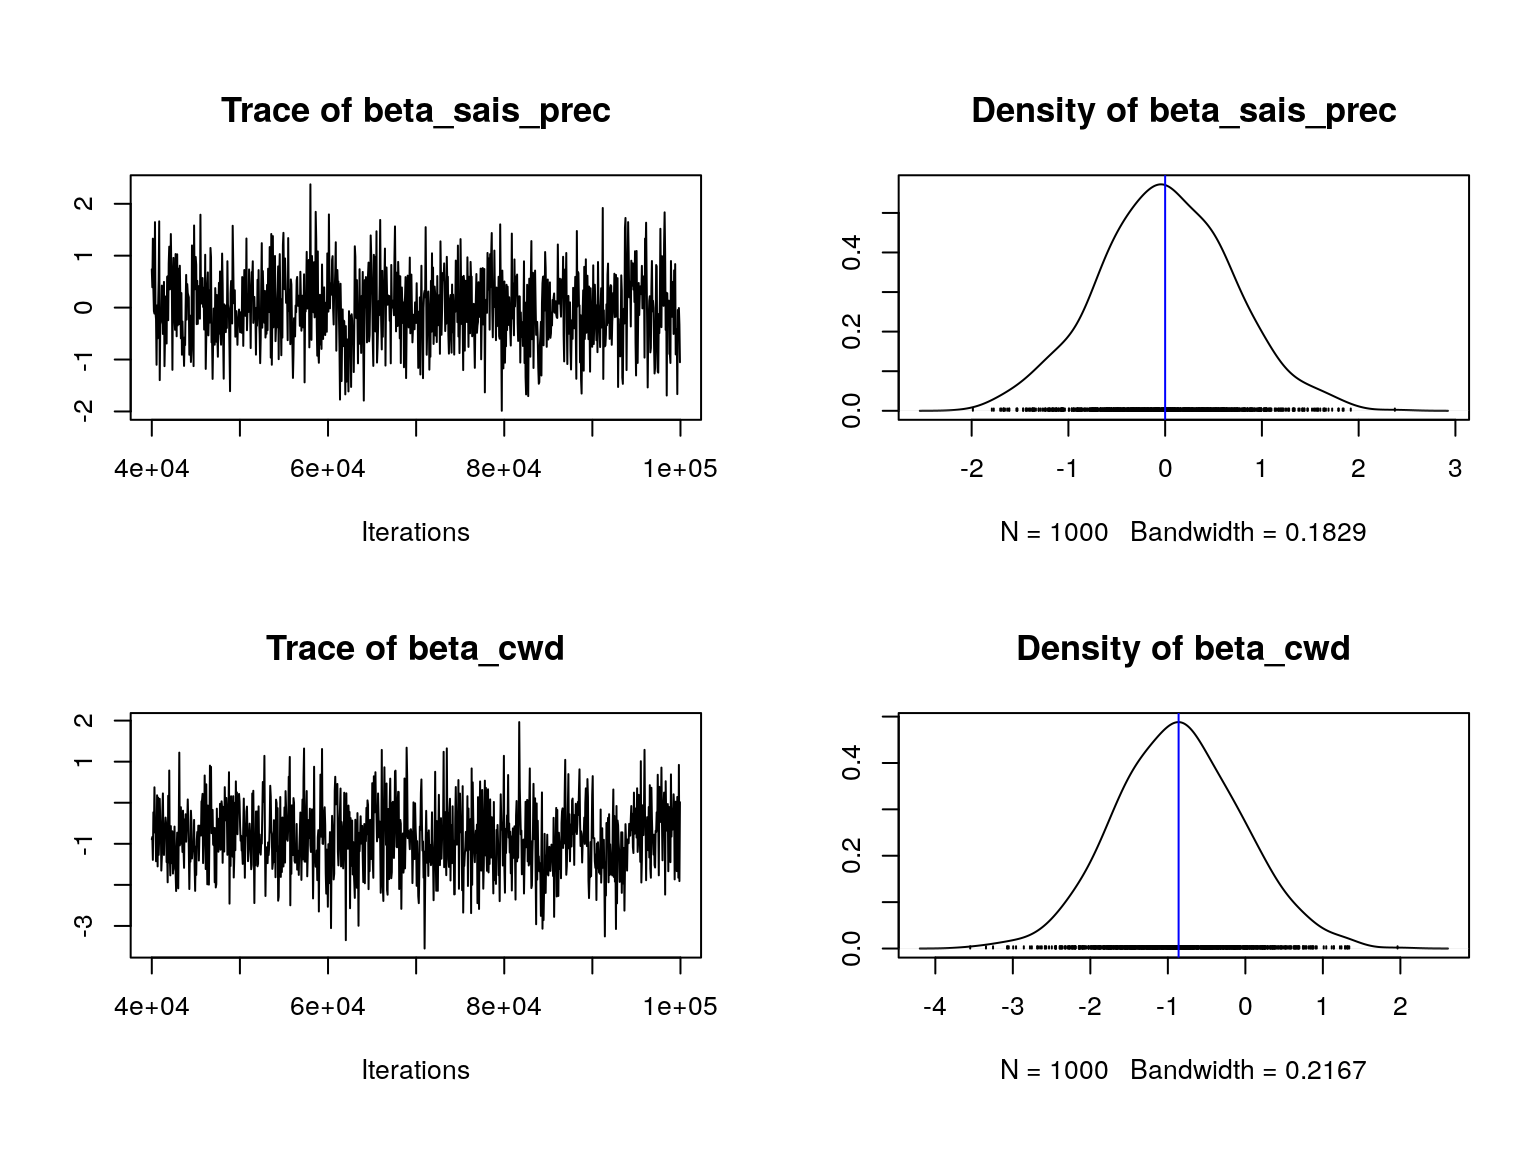 Trace of beta_sais_prec
2
1
0
-1
-2
4e+04 6e+04 8e+04 1e+05
Iterations
Density of beta_sais_prec
0.4
0.2
0.0
-2 -1 0 1 2 3
N = 1000 Bandwidth = 0.1829
Trace of beta_cwd
2
1
-1
-3
4e+04 6e+04 8e+04 1e+05
Iterations
Density of beta_cwd
0.4
0.2
0.0
-4 -3 -2 -1 0 1 2
N = 1000 Bandwidth = 0.2167